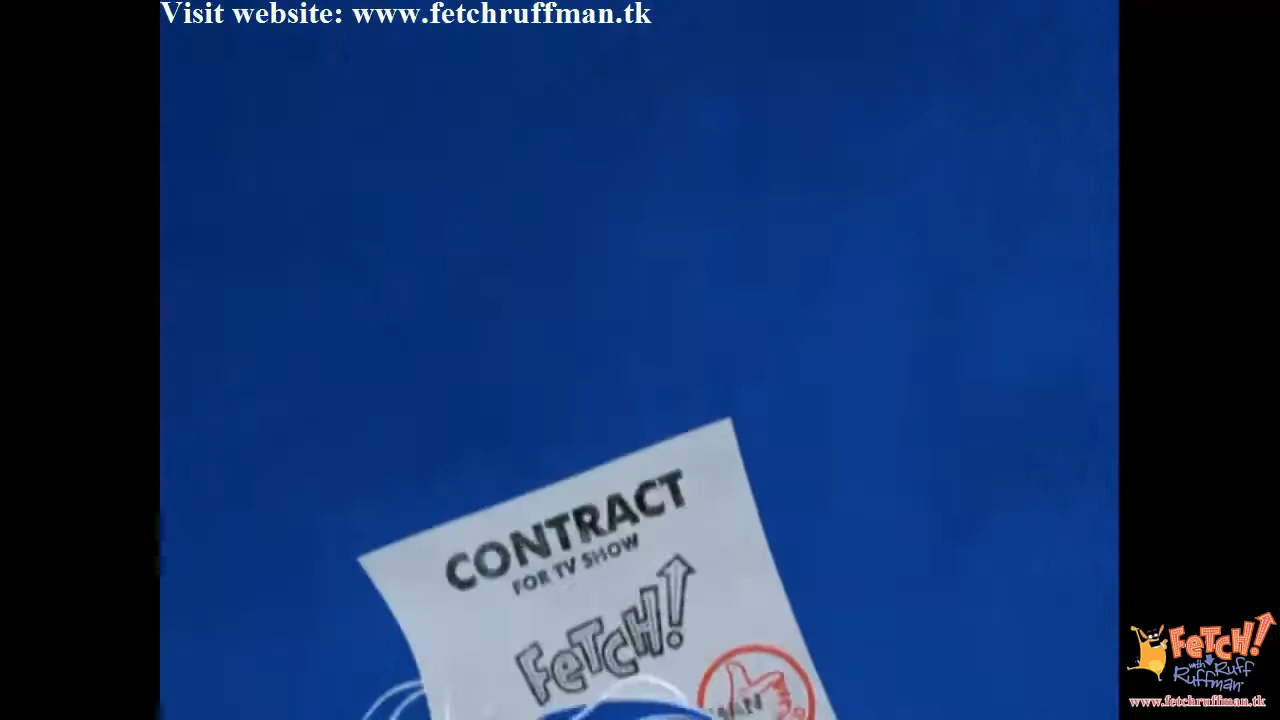 Visit website: www.fetchruffman.tk
CONTRACT
FOR TV SHOW
FeTCH!
FeTCH!
with Ruff
Ruffman
www.fetchruffman.tk